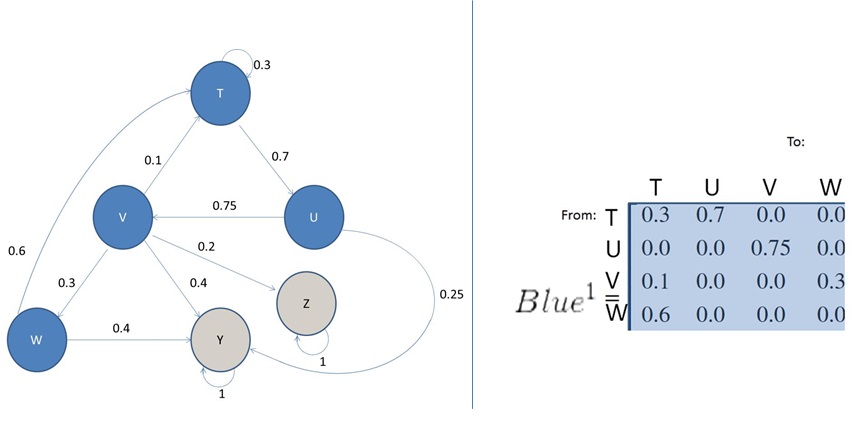 T
0.3
0.1
0.7
V
0.75
U
0.2
0.6
0.3
0.4
0.25
Z
W
0.4
Y
1
1
To:
T U V W
From: T 0.3 0.7 0.0 0.0
U 0.0 0.0 0.75 0.0
V 0.1 0.0 0.0 0.3
Blue¹ =
W 0.6 0.0 0.0 0.0